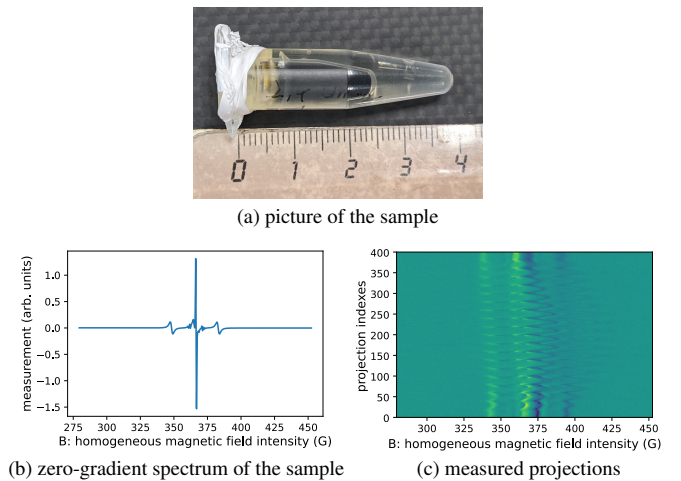 0 1 2 3 4
(a) picture of the sample
measurement (arb. units)
1.0
0.5
0.0
−0.5
−1.0
−1.5
275 300 325 350 375 400 425 450
B: homogeneous magnetic field intensity (G)
(b) zero-gradient spectrum of the sample
projection indexes
400
350
300
250
200
150
100
50
0
300 325 350 375 400 425 450
B: homogeneous magnetic field intensity (G)
(c) measured projections